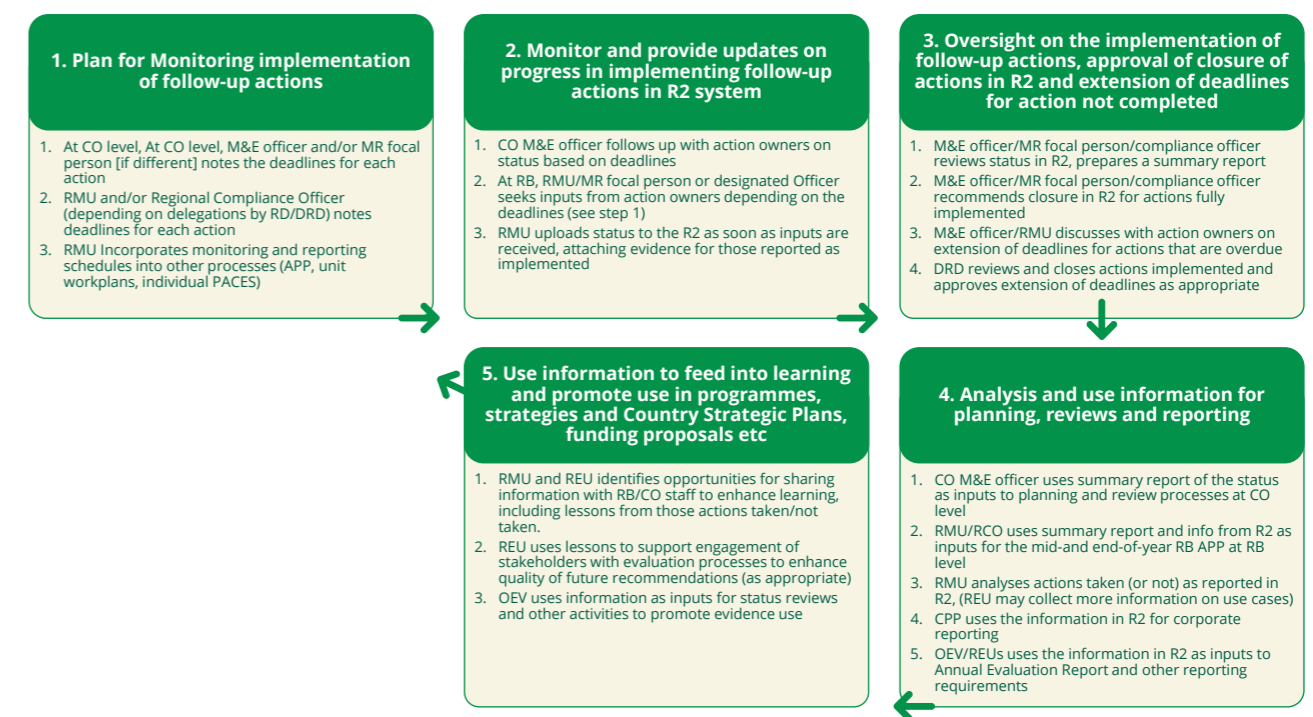 1. Plan for Monitoring implementation
of follow-up actions
1. At CO level, At CO level, M&E officer and/or MR focal
person [if different] notes the deadlines for each
action
2. RMU and/or Regional Compliance Officer
(depending on delegations by RD/DRD) notes
deadlines for each action
3. RMU Incorporates monitoring and reporting
schedules into other processes (APP, unit
workplans, individual PACES)
2. Monitor and provide updates on
progress in implementing follow-up
actions in R2 system
1. CO M&E officer follows up with action owners on
status based on deadlines
2. At RB, RMU/MR focal person or designated Officer
seeks inputs from action owners depending on the
deadlines (see step 1)
3. RMU uploads status to the R2 as soon as inputs are
received, attaching evidence for those reported as
implemented
3. Oversight on the implementation of
follow-up actions, approval of closure of
actions in R2 and extension of deadlines
for action not completed
1. M&E officer/MR focal person/compliance officer
reviews status in R2, prepares a summary report
2. M&E officer/MR focal person/compliance officer
recommends closure in R2 for actions fully
implemented
3. M&E officer/RMU discusses with action owners on
extension of deadlines for actions that are overdue
4. DRD reviews and closes actions implemented and
approves extension of deadlines as appropriate
4. Analysis and use information for
planning, reviews and reporting
1. CO M&E officer uses summary report of the status
as inputs to planning and review processes at CO
level
2. RMU/RCO uses summary report and info from R2 as
inputs for the mid-and end-of-year RB APP at RB
level
3. RMU analyses actions taken (or not) as reported in
R2, (REU may collect more information on use cases)
4. CPP uses the information in R2 for corporate
reporting
5. OEV/REUs uses the information in R2 as inputs to
Annual Evaluation Report and other reporting
requirements
5. Use information to feed into learning
and promote use in programmes,
strategies and Country Strategic Plans,
funding proposals etc
1. RMU and REU identifies opportunities for sharing
information with RB/CO staff to enhance learning,
including lessons from those actions taken/not
taken.
2. REU uses lessons to support engagement of
stakeholders with evaluation processes to enhance
quality of future recommendations (as appropriate)
3. OEV uses information as inputs for status reviews
and other activities to promote evidence use